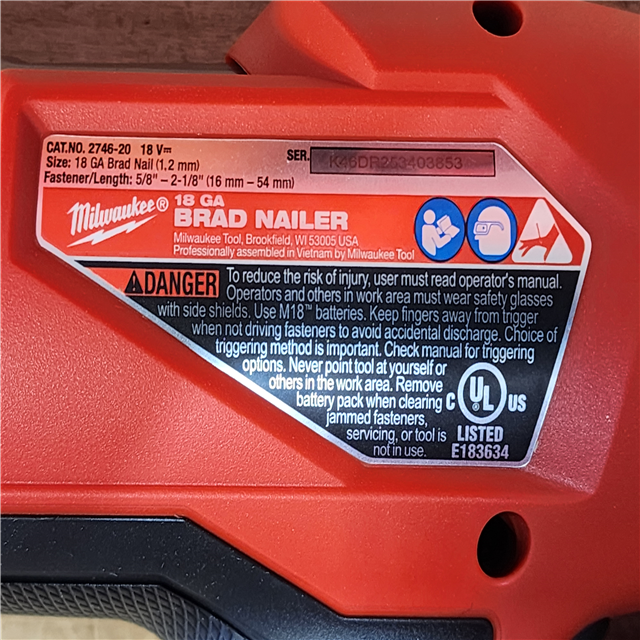 CAT.NO. 2746-20 18 V⎓
Size: 18 GA Brad Nail (1.2 mm)
Fastener/Length: 5/8" – 2-1/8" (16 mm – 54 mm)
SER. K46DR253403853
Milwaukee®
18 GA
BRAD NAILER
Milwaukee Tool, Brookfield, WI 53005 USA
Professionally assembled in Vietnam by Milwaukee Tool
DANGER
To reduce the risk of injury, user must read operator's manual.
Operators and others in work area must wear safety glasses
with side shields. Use M18™ batteries. Keep fingers away from trigger
when not driving fasteners to avoid accidental discharge. Choice of
triggering method is important. Check manual for triggering
options. Never point tool at yourself or
others in the work area. Remove
battery pack when clearing
jammed fasteners,
servicing, or tool is
not in use.
C UL US
LISTED
E183634